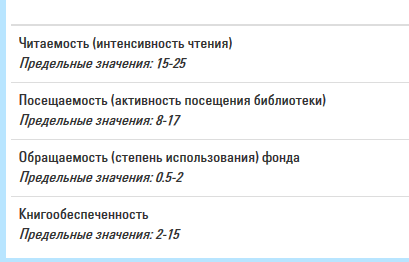 Читаемость (интенсивность чтения)
Предельные значения: 15-25
Посещаемость (активность посещения библиотеки)
Предельные значения: 8-17
Обращаемость (степень использования) фонда
Предельные значения: 0.5-2
Книгообеспеченность
Предельные значения: 2-15